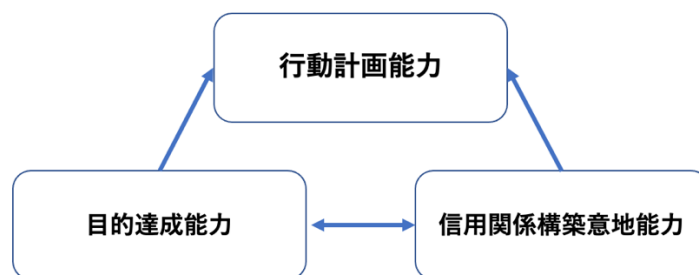 行動計画能力
目的達成能力
信用関係構築意地能力